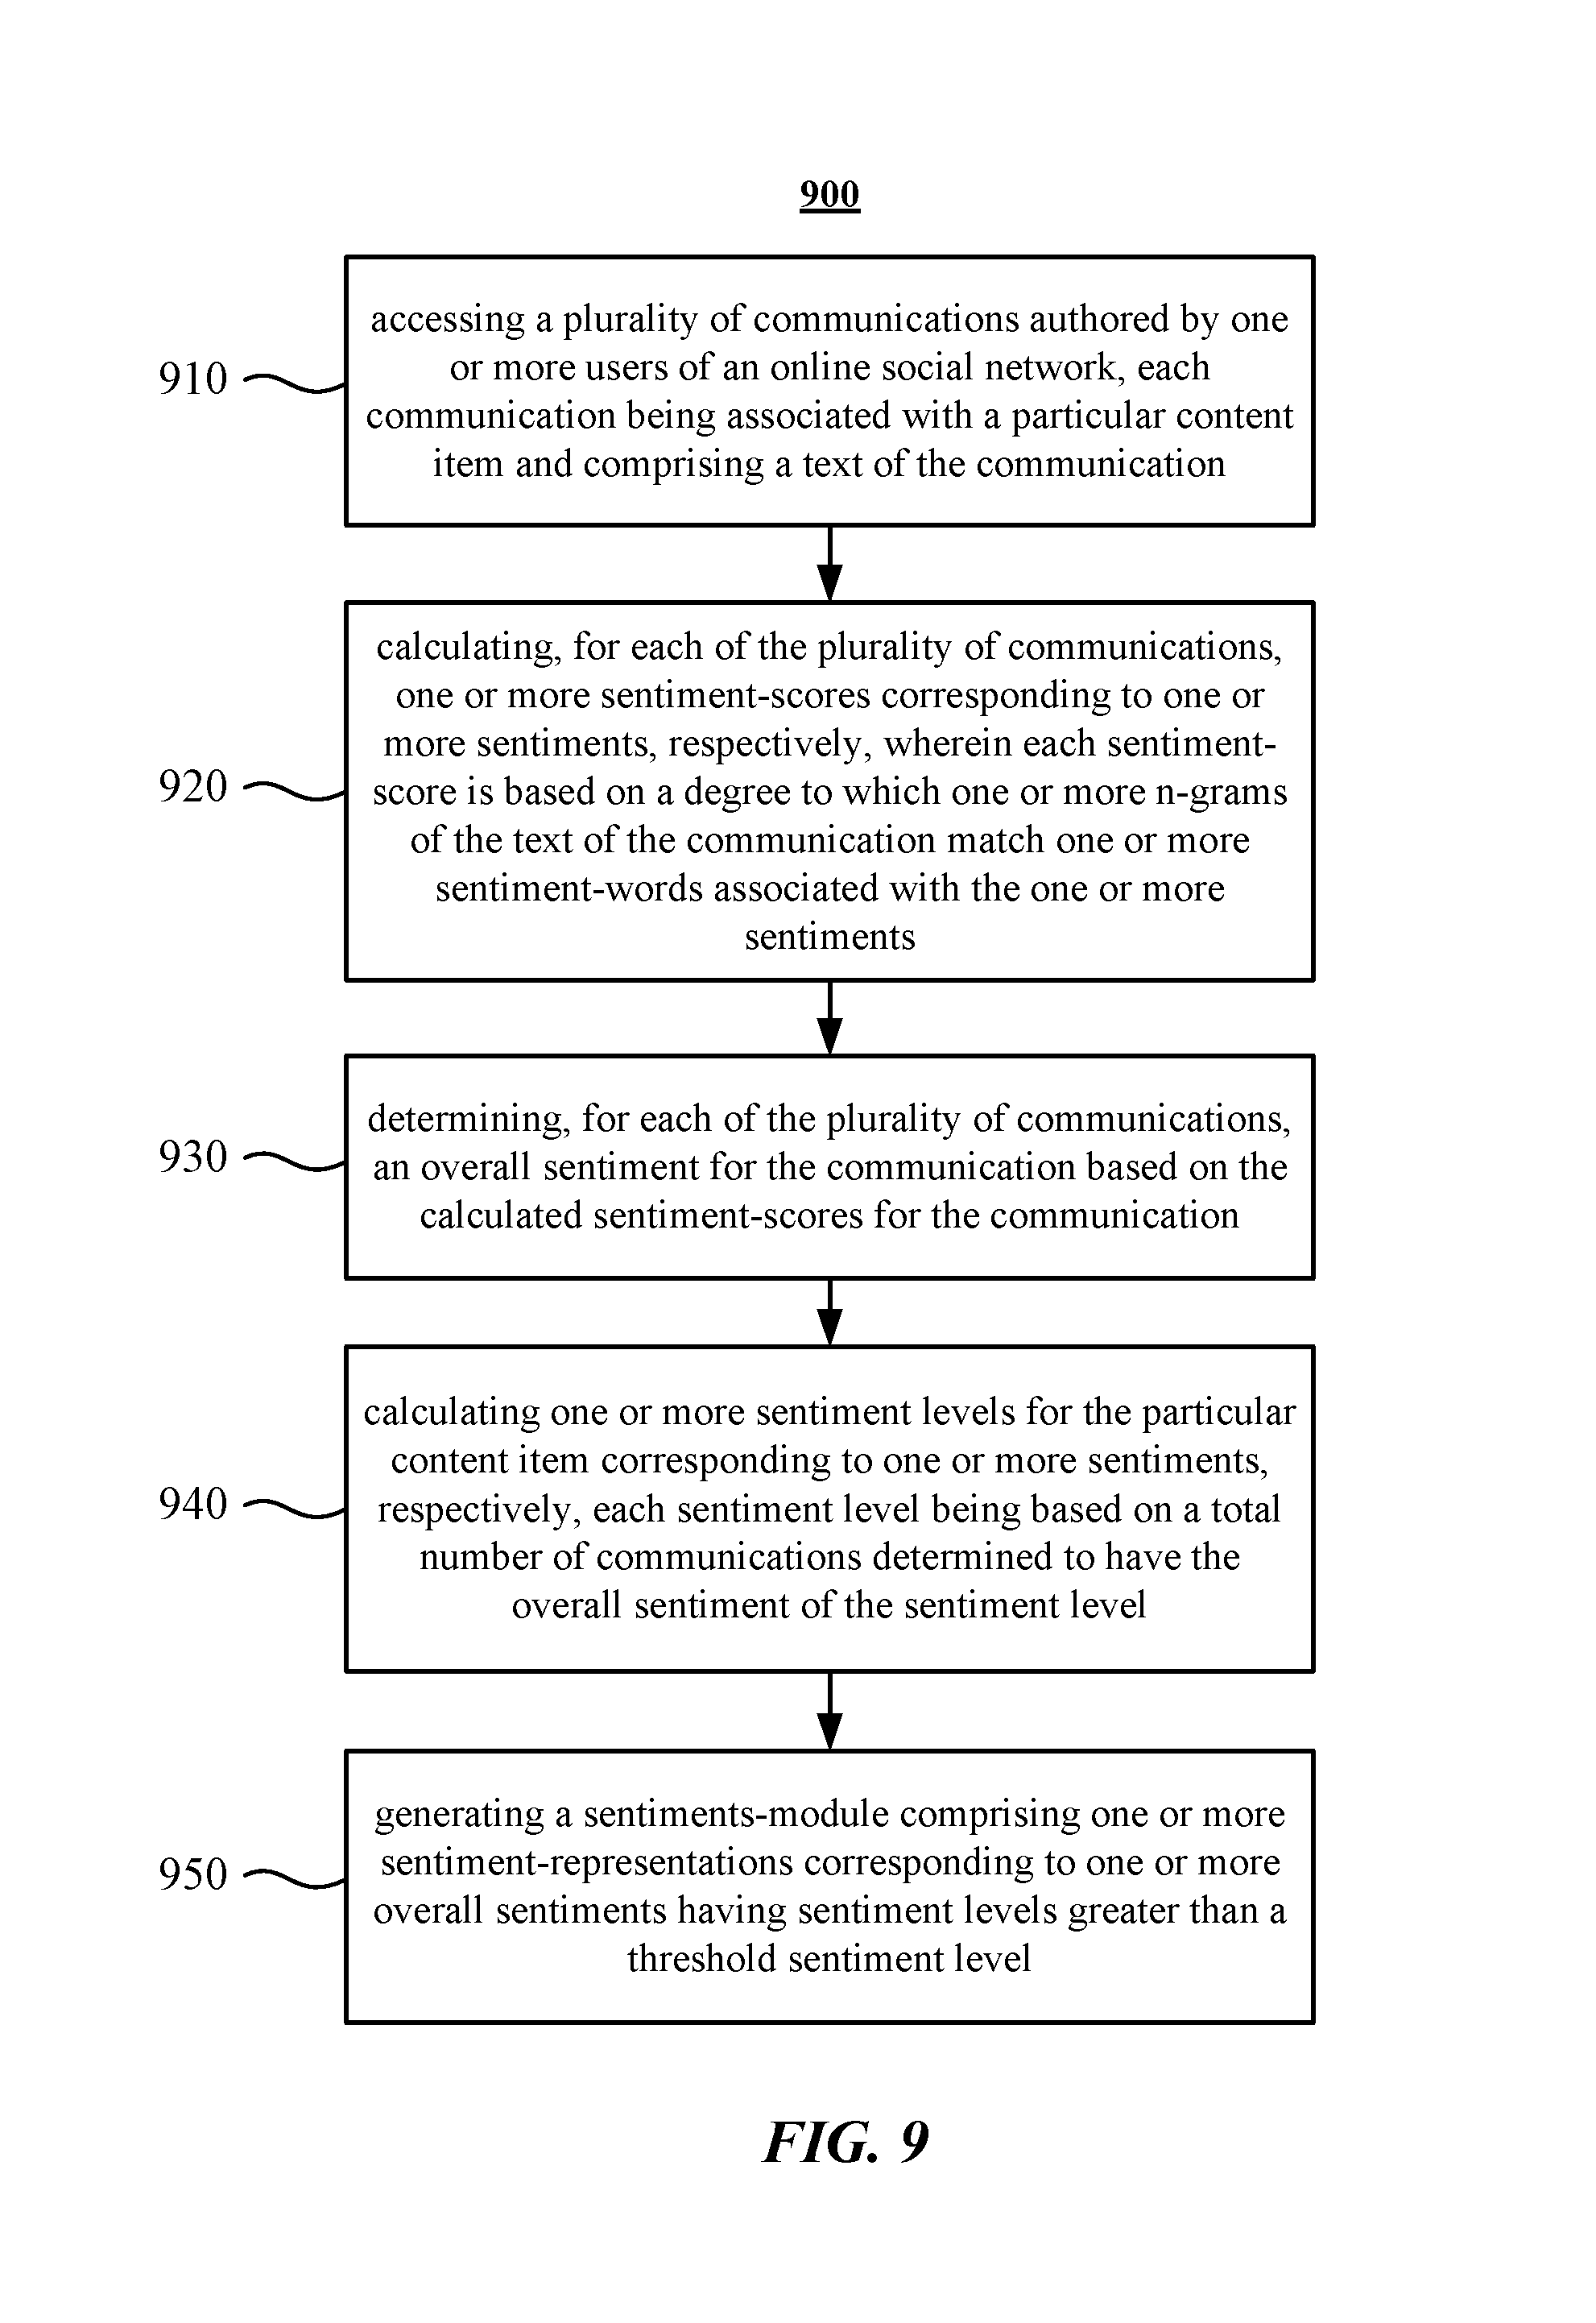 900
accessing a plurality of communications authored by one
or more users of an online social network, each
communication being associated with a particular content
item and comprising a text of the communication
910
calculating, for each of the plurality of communications,
one or more sentiment-scores corresponding to one or
more sentiments, respectively, wherein each sentiment-
score is based on a degree to which one or more n-grams
of the text of the communication match one or more
sentiment-words associated with the one or more
sentiments
920
determining, for each of the plurality of communications,
an overall sentiment for the communication based on the
calculated sentiment-scores for the communication
930
calculating one or more sentiment levels for the particular
content item corresponding to one or more sentiments,
respectively, each sentiment level being based on a total
number of communications determined to have the
overall sentiment of the sentiment level
940
generating a sentiments-module comprising one or more
sentiment-representations corresponding to one or more
overall sentiments having sentiment levels greater than a
threshold sentiment level
950
FIG. 9